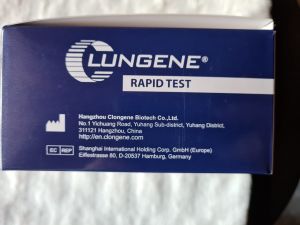 CLUNGENE®
RAPID TEST
Hangzhou Clongene Biotech Co.,Ltd.
No.1 Yichuang Road, Yuhang Sub-district, Yuhang District,
311121 Hangzhou, China
http://en.clongene.com
EC REP
Shanghai International Holding Corp. GmbH (Europe)
Eiffestrasse 80, D-20537 Hamburg, Germany